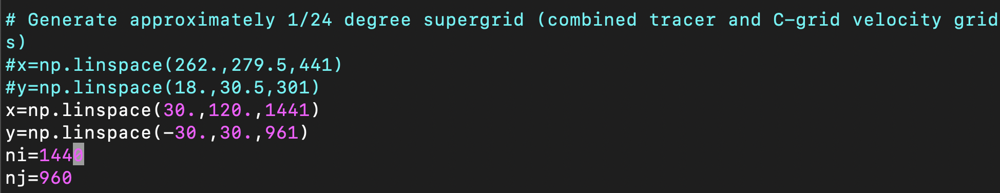 # Generate approximately 1/24 degree supergrid (combined tracer and C-grid velocity grid
s)
#x=np.linspace(262.,279.5,441)
#y=np.linspace(18.,30.5,301)
x=np.linspace(30.,120.,1441)
y=np.linspace(-30.,30.,961)
ni=1440
nj=960